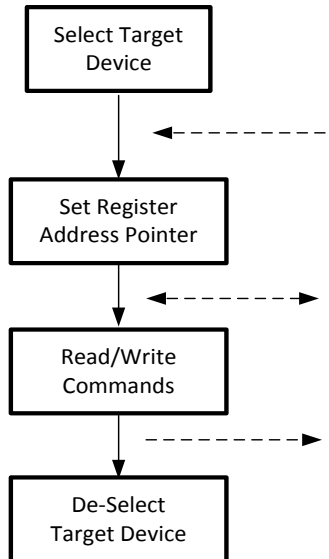 Select Target
Device
Set Register
Address Pointer
Read/Write
Commands
De-Select
Target Device